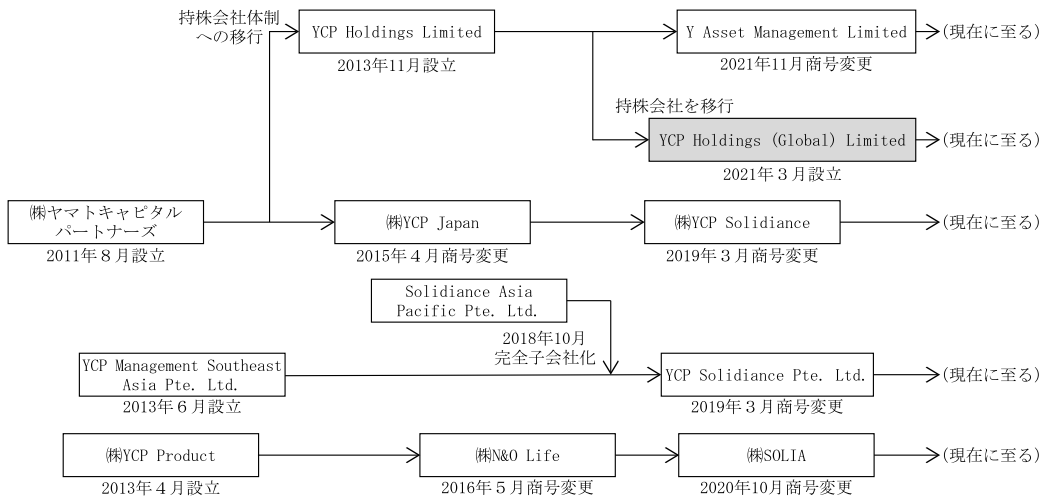 持株会社体制
への移行
YCP Holdings Limited
2013年11月設立
Y Asset Management Limited
2021年11月商号変更
(現在に至る)
持株会社を移行
YCP Holdings (Global) Limited
2021年３月設立
(現在に至る)
㈱ヤマトキャピタル
パートナーズ
2011年８月設立
㈱YCP Japan
2015年４月商号変更
㈱YCP Solidiance
2019年３月商号変更
(現在に至る)
Solidiance Asia
Pacific Pte. Ltd.
2018年10月
完全子会社化
YCP Management Southeast
Asia Pte. Ltd.
2013年６月設立
YCP Solidiance Pte. Ltd.
2019年３月商号変更
(現在に至る)
㈱YCP Product
2013年４月設立
㈱N&O Life
2016年５月商号変更
㈱SOLIA
2020年10月商号変更
(現在に至る)